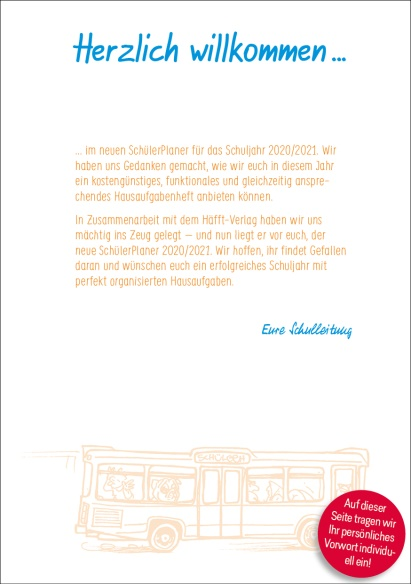 Herzlich willkommen ...
... im neuen SchülerPlaner für das Schuljahr 2020/2021. Wir
haben uns Gedanken gemacht, wie wir euch in diesem Jahr
ein kostengünstiges, funktionales und gleichzeitig anspre-
chendes Hausaufgabenheft anbieten können.
In Zusammenarbeit mit dem Häfft-Verlag haben wir uns
mächtig ins Zeug gelegt – und nun liegt er vor euch, der
neue SchülerPlaner 2020/2021. Wir hoffen, ihr findet Gefallen
daran und wünschen euch ein erfolgreiches Schuljahr mit
perfekt organisierten Hausaufgaben.
Eure Schulleitung
SCHÜLER
Auf dieser
Seite tragen wir
Ihr persönliches
Vorwort individu-
ell ein!